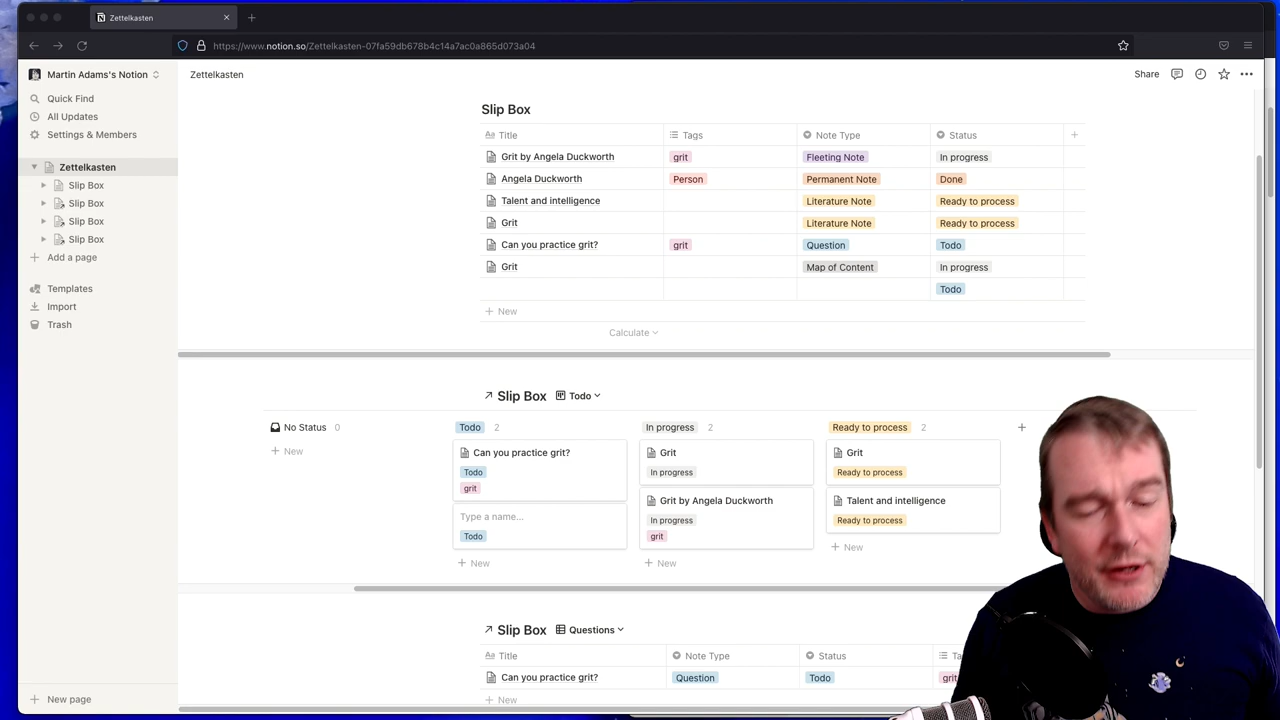 Zettelkasten
https://www.notion.so/Zettelkasten-07fa59db678b4c14a7ac0a865d073a04
Martin Adams's Notion
Quick Find
All Updates
Settings & Members
Zettelkasten
Slip Box
Slip Box
Slip Box
Slip Box
Add a page
Templates
Import
Trash
New page
Zettelkasten
Share
Slip Box
Title Tags Note Type Status
Grit by Angela Duckworth grit Fleeting Note In progress
Angela Duckworth Person Permanent Note Done
Talent and intelligence Literature Note Ready to process
Grit Literature Note Ready to process
Can you practice grit? grit Question Todo
Grit Map of Content In progress
Todo
New
Calculate
Slip Box Todo
No Status 0
New
Todo 2
Can you practice grit?
Todo
grit
Type a name...
Todo
New
In progress 2
Grit
In progress
Grit by Angela Duckworth
In progress
grit
New
Ready to process 2
Grit
Ready to process
Talent and intelligence
Ready to process
New
Slip Box Questions
Title Note Type Status
Can you practice grit? Question Todo
New